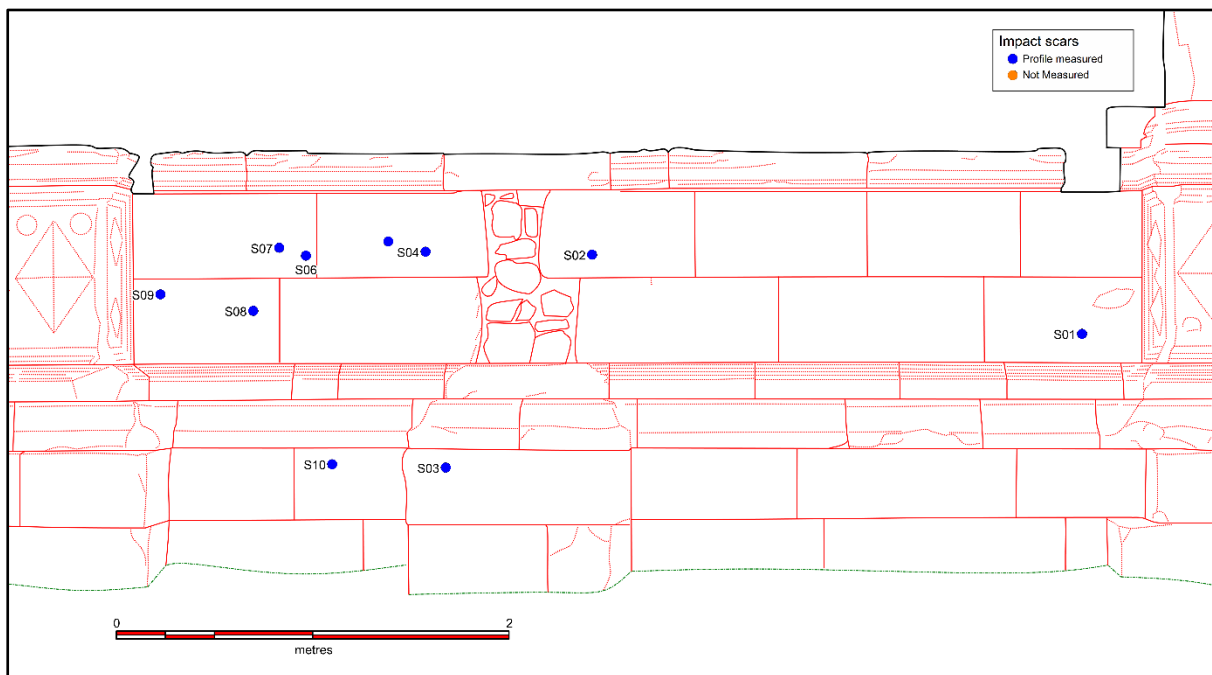 Impact scars
Profile measured
Not Measured
S07
S06
S04
S02
S09
S08
S01
S10
S03
0 2
metres